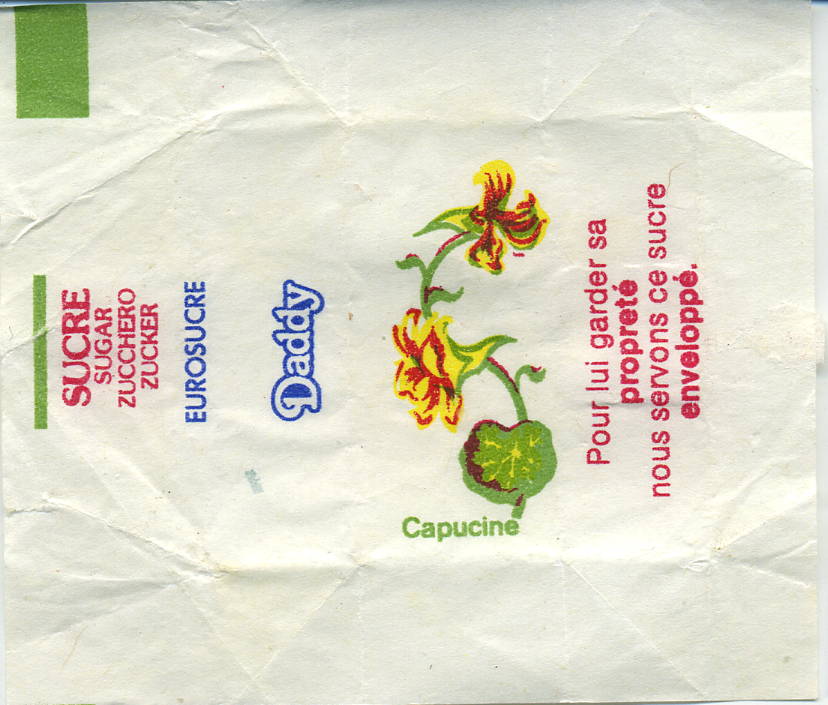 SUCRE
SUGAR
ZUCCHERO
ZUCKER
EUROSUCRE
Daddy
Capucine
Pour lui garder sa
propreté
nous servons ce sucre
enveloppé.